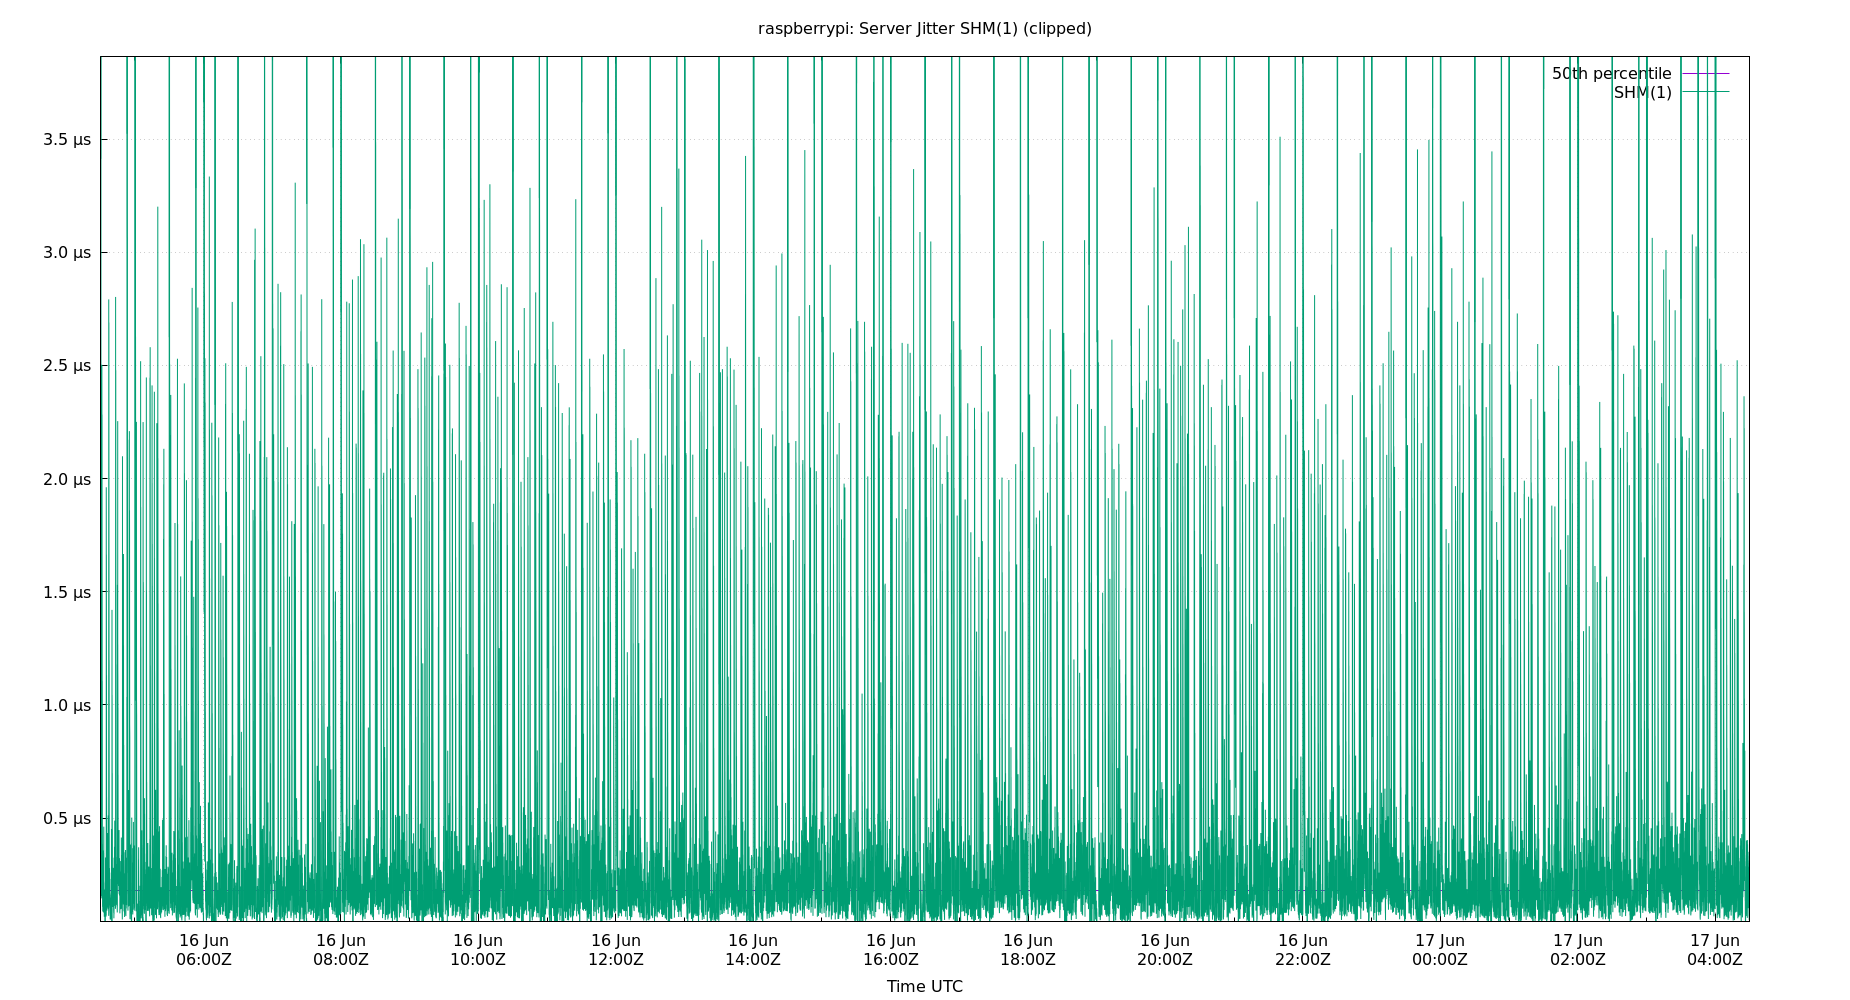 raspberrypi: Server Jitter SHM(1) (clipped)
50th percentile
SHM(1)
3.5 µs
3.0 µs
2.5 µs
2.0 µs
1.5 µs
1.0 µs
0.5 µs
16 Jun 16 Jun 16 Jun 16 Jun 16 Jun 16 Jun 16 Jun 16 Jun 16 Jun 17 Jun 17 Jun 17 Jun
06:00Z 08:00Z 10:00Z 12:00Z 14:00Z 16:00Z 18:00Z 20:00Z 22:00Z 00:00Z 02:00Z 04:00Z
Time UTC